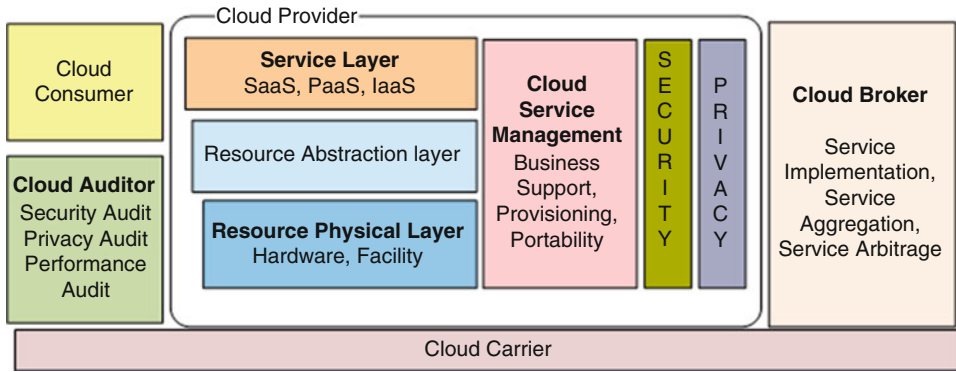 Cloud Provider
Cloud
Consumer
Cloud Auditor
Security Audit
Privacy Audit
Performance
Audit
Service Layer
SaaS, PaaS, IaaS
Resource Abstraction layer
Resource Physical Layer
Hardware, Facility
Cloud
Service
Management
Business
Support,
Provisioning,
Portability
SECURITY
PRIVACY
Cloud Broker
Service
Implementation,
Service
Aggregation,
Service Arbitrage
Cloud Carrier